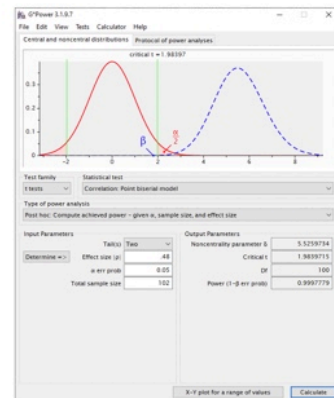 G*Power 3.1.9.7
File Edit View Tests Calculator Help
Central and noncentral distributions Protocol of power analyses
critical t = 1.98397
0.3
0.2
0.1
0
β
α
2
-2 0 2 4 6 8
Test family Statistical test
t tests Correlation: Point biserial model
Type of power analysis
Post hoc: Compute achieved power - given α, sample size, and effect size
Input Parameters Output Parameters
Tail(s) Two Noncentrality parameter δ 5.5259734
Determine => Effect size |ρ| .48 Critical t 1.9839715
α err prob 0.05 Df 100
Total sample size 102 Power (1-β err prob) 0.9997779
X-Y plot for a range of values Calculate